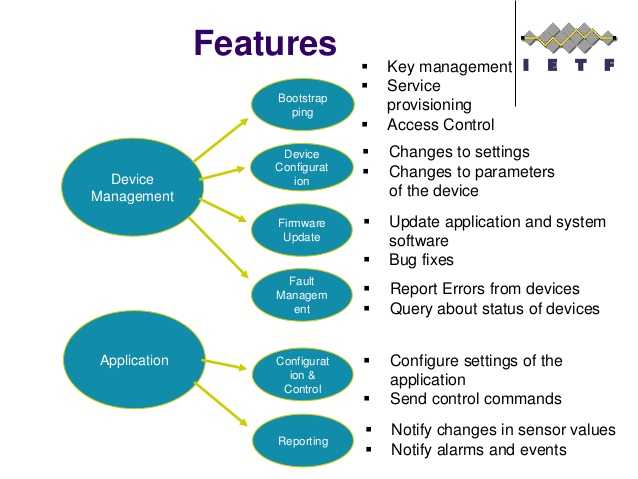 Features
I E T F
Device
Management
Bootstrap
ping
▪ Key management
▪ Service
provisioning
▪ Access Control
Device
Configurat
ion
▪ Changes to settings
▪ Changes to parameters
of the device
Firmware
Update
▪ Update application and system
software
▪ Bug fixes
Fault
Managem
ent
▪ Report Errors from devices
▪ Query about status of devices
Application
Configurat
ion &
Control
▪ Configure settings of the
application
▪ Send control commands
Reporting
▪ Notify changes in sensor values
▪ Notify alarms and events